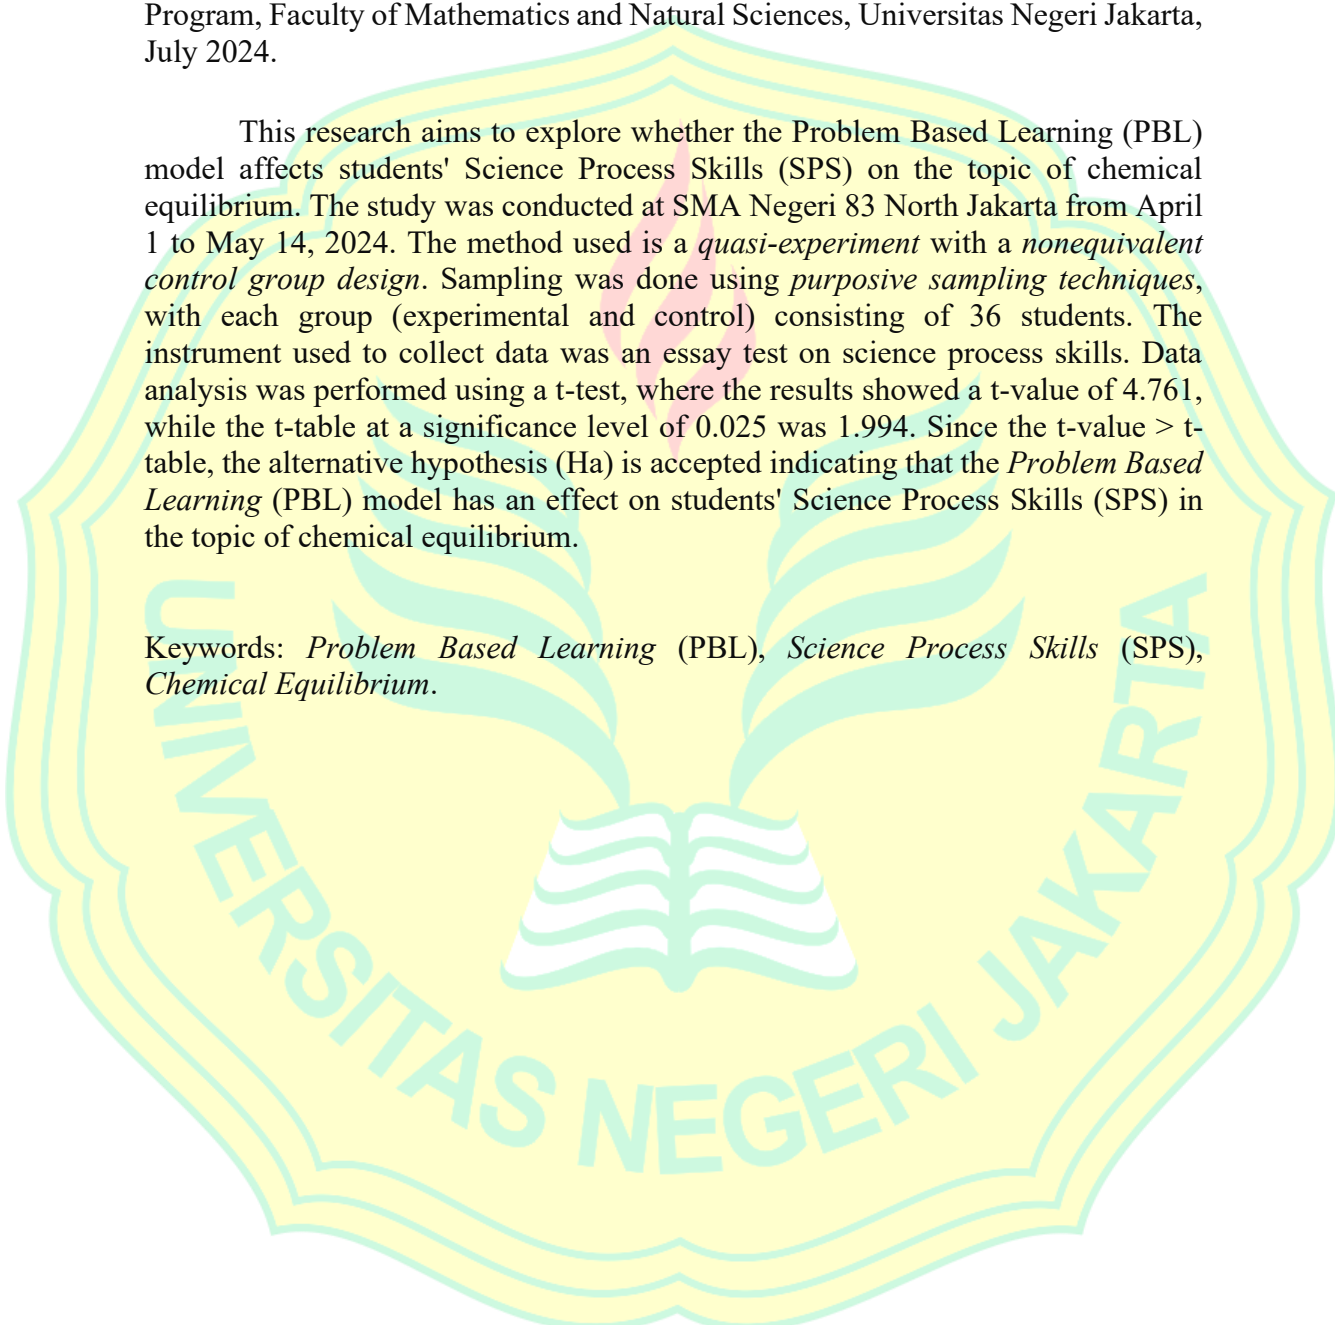 Program, Faculty of Mathematics and Natural Sciences, Universitas Negeri Jakarta,
July 2024.
This research aims to explore whether the Problem Based Learning (PBL)
model affects students' Science Process Skills (SPS) on the topic of chemical
equilibrium. The study was conducted at SMA Negeri 83 North Jakarta from April
1 to May 14, 2024. The method used is a quasi-experiment with a nonequivalent
control group design. Sampling was done using purposive sampling techniques,
with each group (experimental and control) consisting of 36 students. The
instrument used to collect data was an essay test on science process skills. Data
analysis was performed using a t-test, where the results showed a t-value of 4.761,
while the t-table at a significance level of 0.025 was 1.994. Since the t-value > t-
table, the alternative hypothesis (Ha) is accepted indicating that the Problem Based
Learning (PBL) model has an effect on students' Science Process Skills (SPS) in
the topic of chemical equilibrium.
Keywords: Problem Based Learning (PBL), Science Process Skills (SPS),
Chemical Equilibrium.
UNIVERSITAS NEGERI JAKARTA